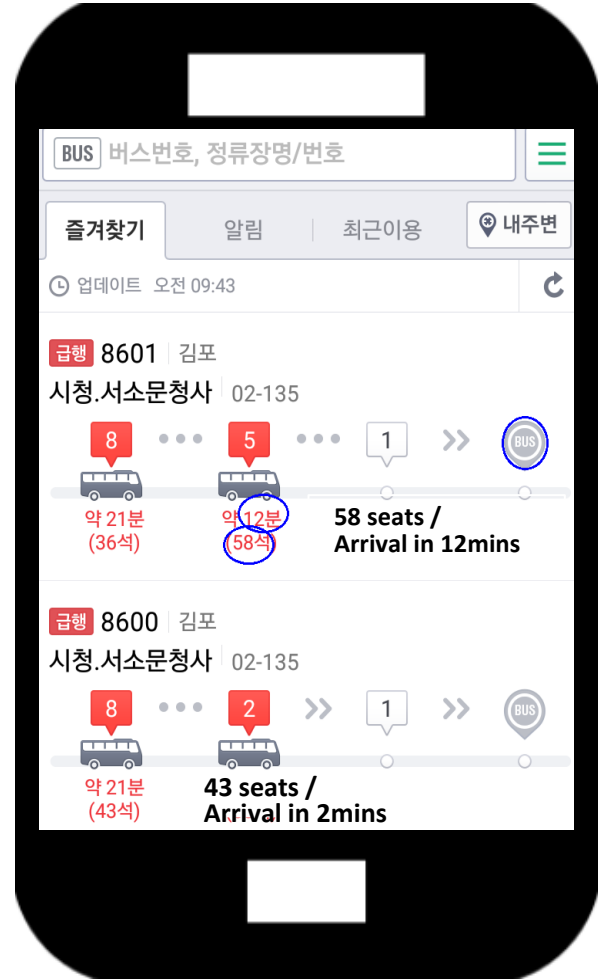 BUS 버스번호, 정류장명/번호
즐겨찾기 알림 최근이용 내주변
업데이트 오전 09:43
급행 8601 김포
시청.서소문청사 02-135
8 5 1 BUS
약 21분 약 12분
(36석) (58석)
58 seats /
Arrival in 12mins
급행 8600 김포
시청.서소문청사 02-135
8 2 1 BUS
약 21분
(43석)
43 seats /
Arrival in 2mins